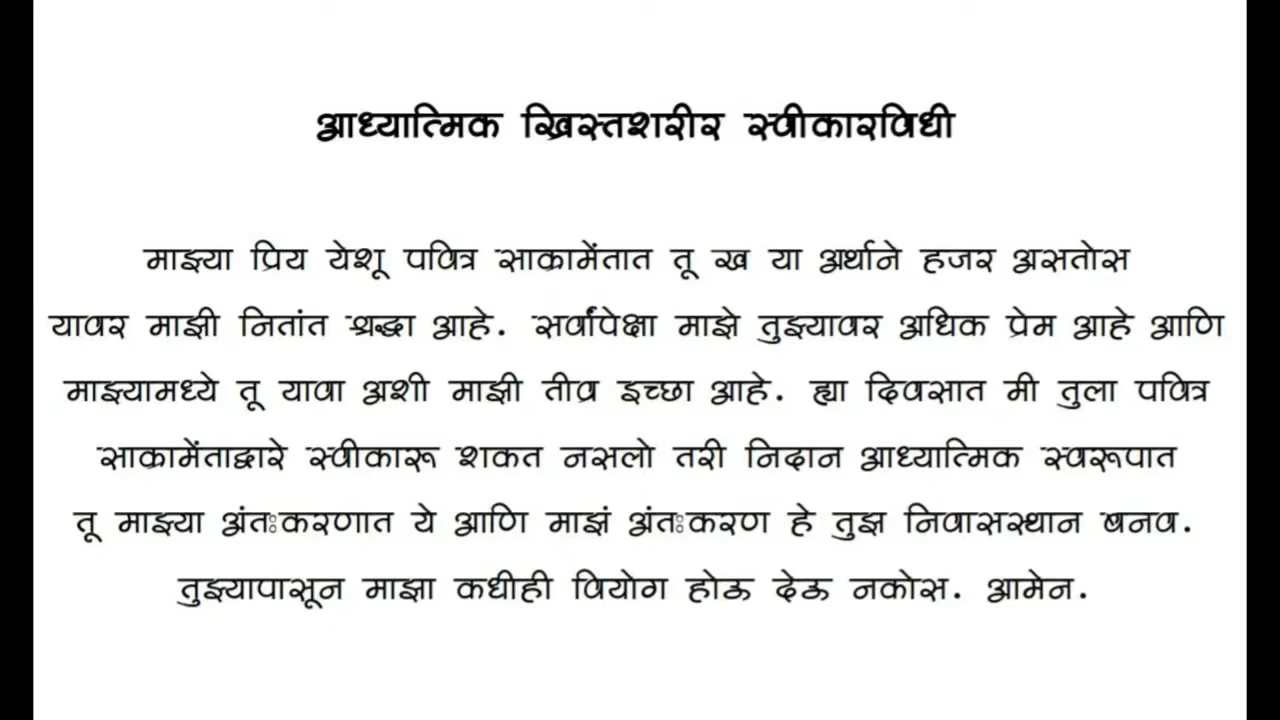 आध्यात्मिक ख्रिस्तशरीर स्वीकारविधी
माझ्या प्रिय येशू पवित्र साक्रामेंतात तू ख या अर्थाने हजर असतोस
यावर माझी नितांत श्रद्धा आहे. सर्वांपेक्षा माझे तुझ्यावर अधिक प्रेम आहे आणि
माझ्यामध्ये तू यावा अशी माझी तीव्र इच्छा आहे. ह्या दिवसात मी तुला पवित्र
साक्रामेंताद्वारे स्वीकारू शकत नसलो तरी निदान आध्यात्मिक स्वरूपात
तू माझ्या अंतःकरणात ये आणि माझं अंतःकरण हे तुझ निवासस्थान बनव.
तुझ्यापासून माझा कधीही वियोग होऊ देऊ नकोस. आमेन.